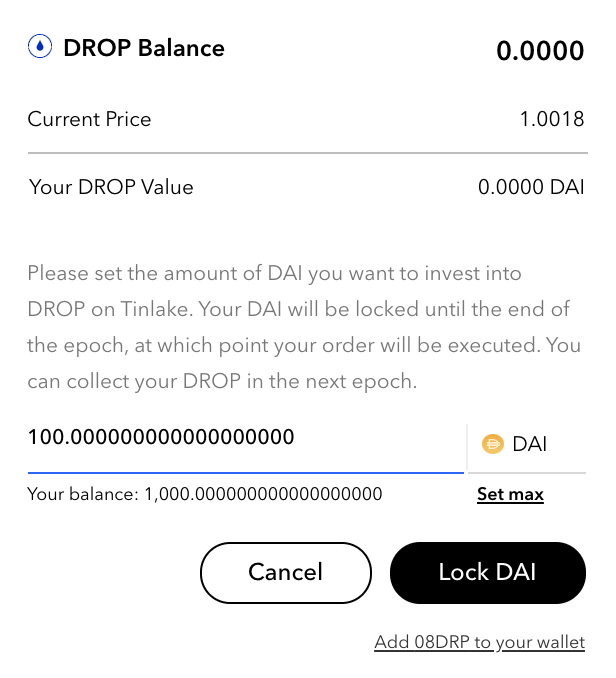 DROP Balance 0.0000
Current Price 1.0018
Your DROP Value 0.0000 DAI
Please set the amount of DAI you want to invest into
DROP on Tinlake. Your DAI will be locked until the end of
the epoch, at which point your order will be executed. You
can collect your DROP in the next epoch.
100.000000000000000000 DAI
Your balance: 1,000.000000000000000000 Set max
Cancel Lock DAI
Add 08DRP to your wallet